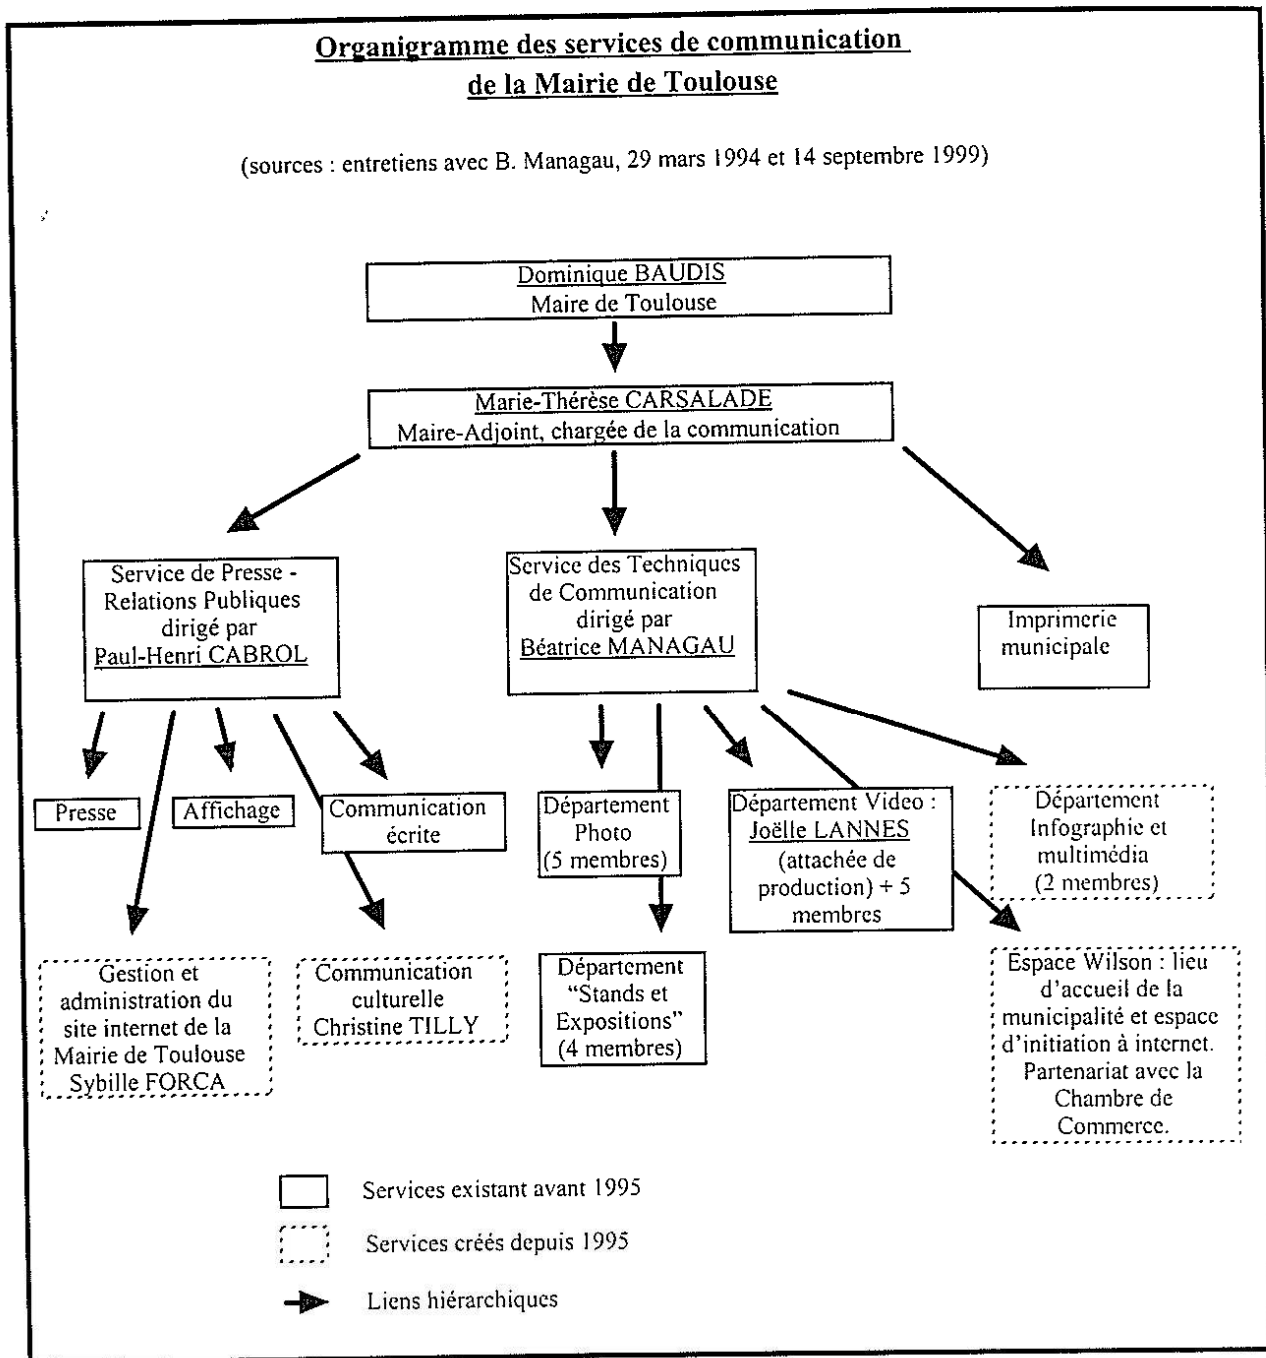 Organigramme des services de communication
de la Mairie de Toulouse
(sources : entretiens avec B. Managau, 29 mars 1994 et 14 septembre 1999)
Dominique BAUDIS
Maire de Toulouse
Marie-Thérèse CARSALADE
Maire-Adjoint, chargée de la communication
Service de Presse -
Relations Publiques
dirigé par
Paul-Henri CABROL
Service des Techniques
de Communication
dirigé par
Béatrice MANAGAU
Imprimerie
municipale
Presse
Affichage
Communication
écrite
Département
Photo
(5 membres)
Département Video :
Joëlle LANNES
(attachée de
production) + 5
membres
Département
Infographie et
multimédia
(2 membres)
Gestion et
administration du
site internet de la
Mairie de Toulouse
Sybille FORCA
Communication
culturelle
Christine TILLY
Département
“Stands et
Expositions”
(4 membres)
Espace Wilson : lieu
d’accueil de la
municipalité et espace
d’initiation à internet.
Partenariat avec la
Chambre de
Commerce.
Services existant avant 1995
Services créés depuis 1995
Liens hiérarchiques